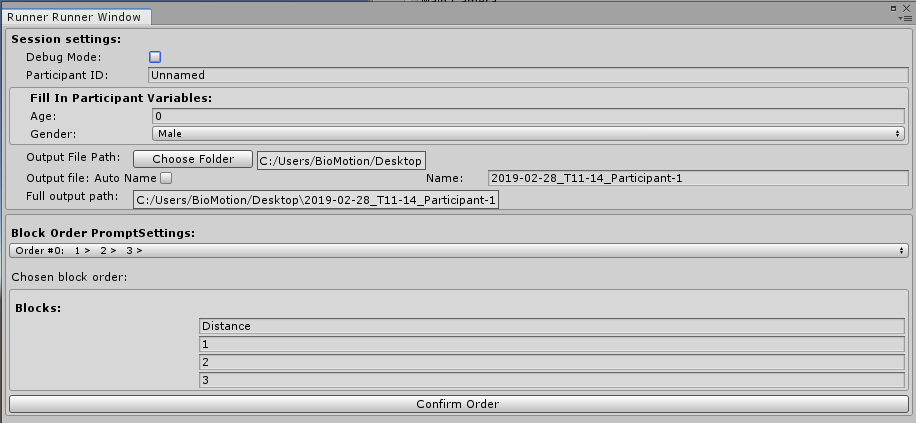 Main Camera
Runner Runner Window
Session settings:
Debug Mode:
Participant ID: Unnamed
Fill In Participant Variables:
Age: 0
Gender: Male
Output File Path: Choose Folder C:/Users/BioMotion/Desktop
Output file: Auto Name Name: 2019-02-28_T11-14_Participant-1
Full output path: C:/Users/BioMotion/Desktop\2019-02-28_T11-14_Participant-1
Block Order PromptSettings:
Order #0: 1 > 2 > 3 >
Chosen block order:
Blocks:
Distance
1
2
3
Confirm Order